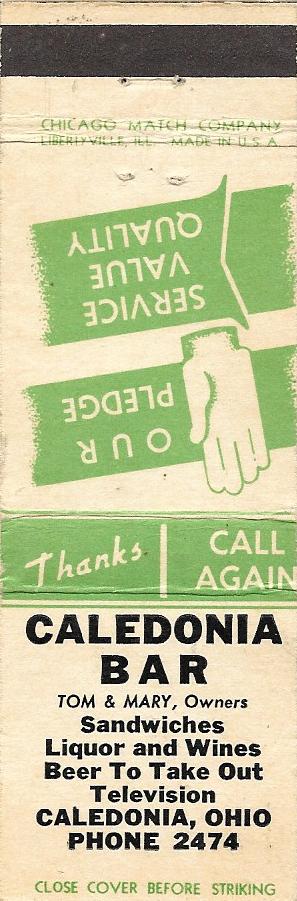 CHICAGO MATCH COMPANY
LIBERTYVILLE, ILL. MADE IN U.S.A.
OUR
PLEDGE
SERVICE
VALUE
QUALITY
Thanks
CALL
AGAIN
CALEDONIA
BAR
TOM & MARY, Owners
Sandwiches
Liquor and Wines
Beer To Take Out
Television
CALEDONIA, OHIO
PHONE 2474
CLOSE COVER BEFORE STRIKING